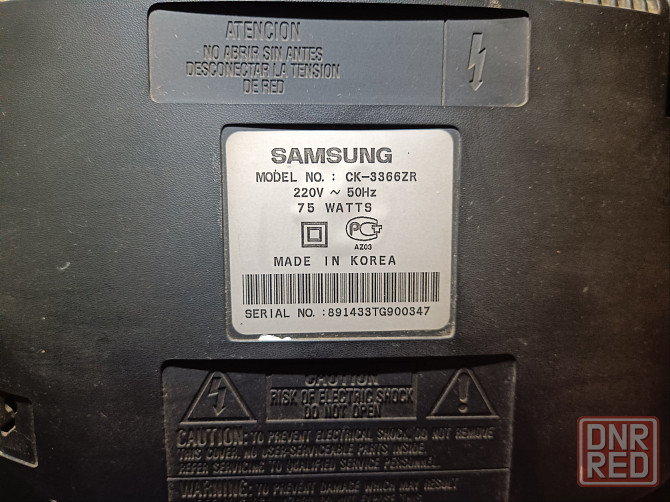 ATENCION
NO ABRIR SIN ANTES
DESCONECTAR LA TENSION
DE RED
SAMSUNG
MODEL NO. : CK-3366ZR
220V ~ 50Hz
75 WATTS
PC
AZ03
MADE IN KOREA
SERIAL NO. :891433TG900347
CAUTION
RISK OF ELECTRIC SHOCK
DO NOT OPEN
CAUTION: TO PREVENT ELECTRICAL SHOCK, DO NOT REMOVE
THIS COVER. NO USER-SERVICEABLE PARTS INSIDE
REFER SERVICING TO QUALIFIED SERVICE PERSONNEL.
TO PREVENT DAMAGE WHICH MAY RESULT
DNR
RED